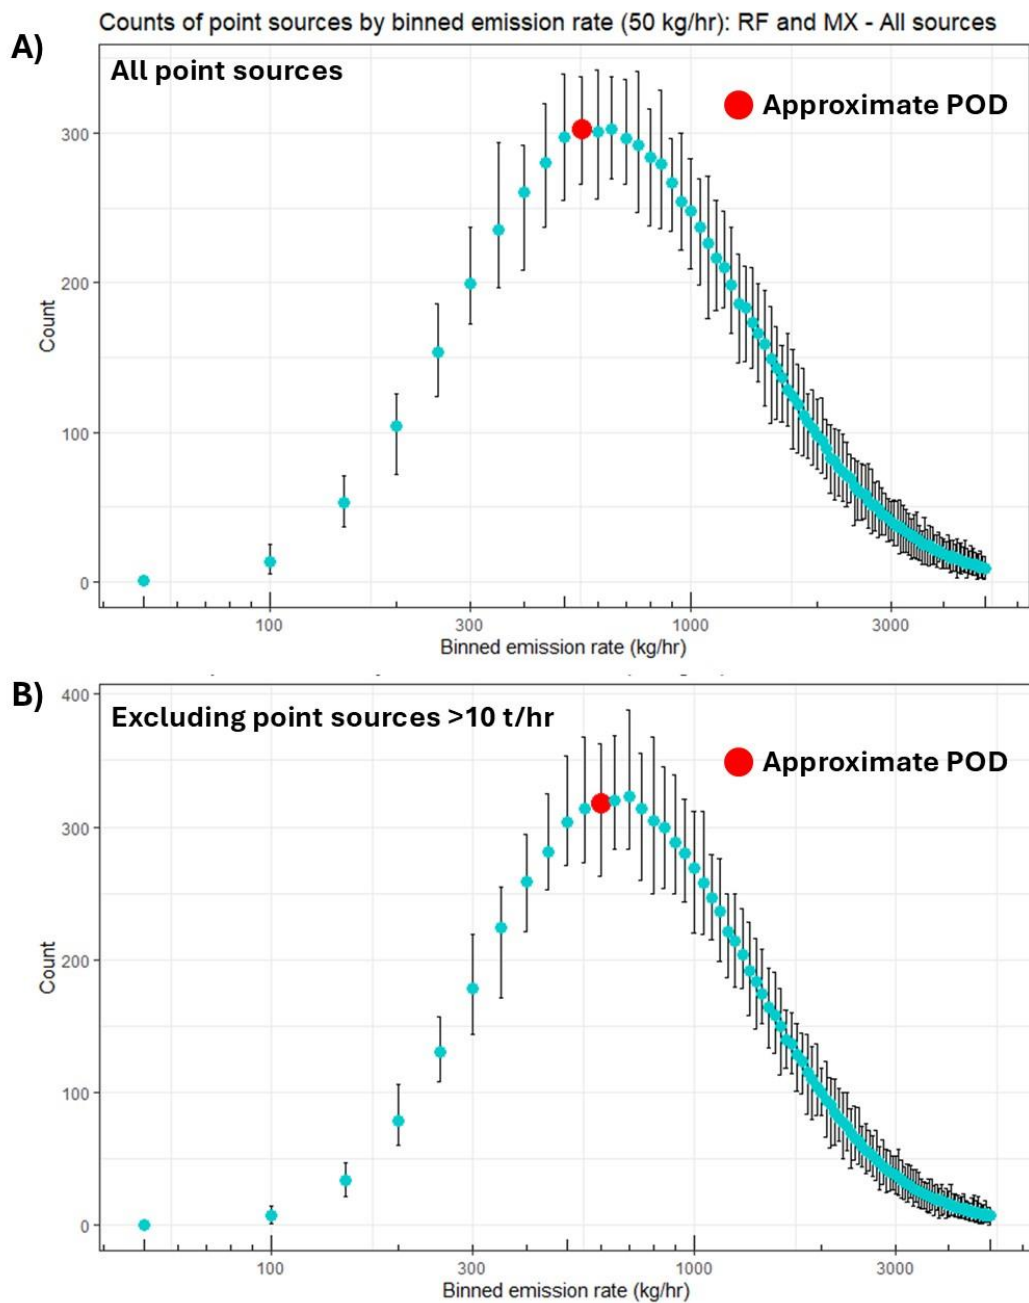 Counts of point sources by binned emission rate (50 kg/hr): RF and MX - All sources
A)
All point sources
Approximate POD
300
200
100
0
Count
100
300
1000
3000
Binned emission rate (kg/hr)
B)
400
Excluding point sources >10 t/hr
Approximate POD
300
200
100
0
Count
100
300
1000
3000
Binned emission rate (kg/hr)